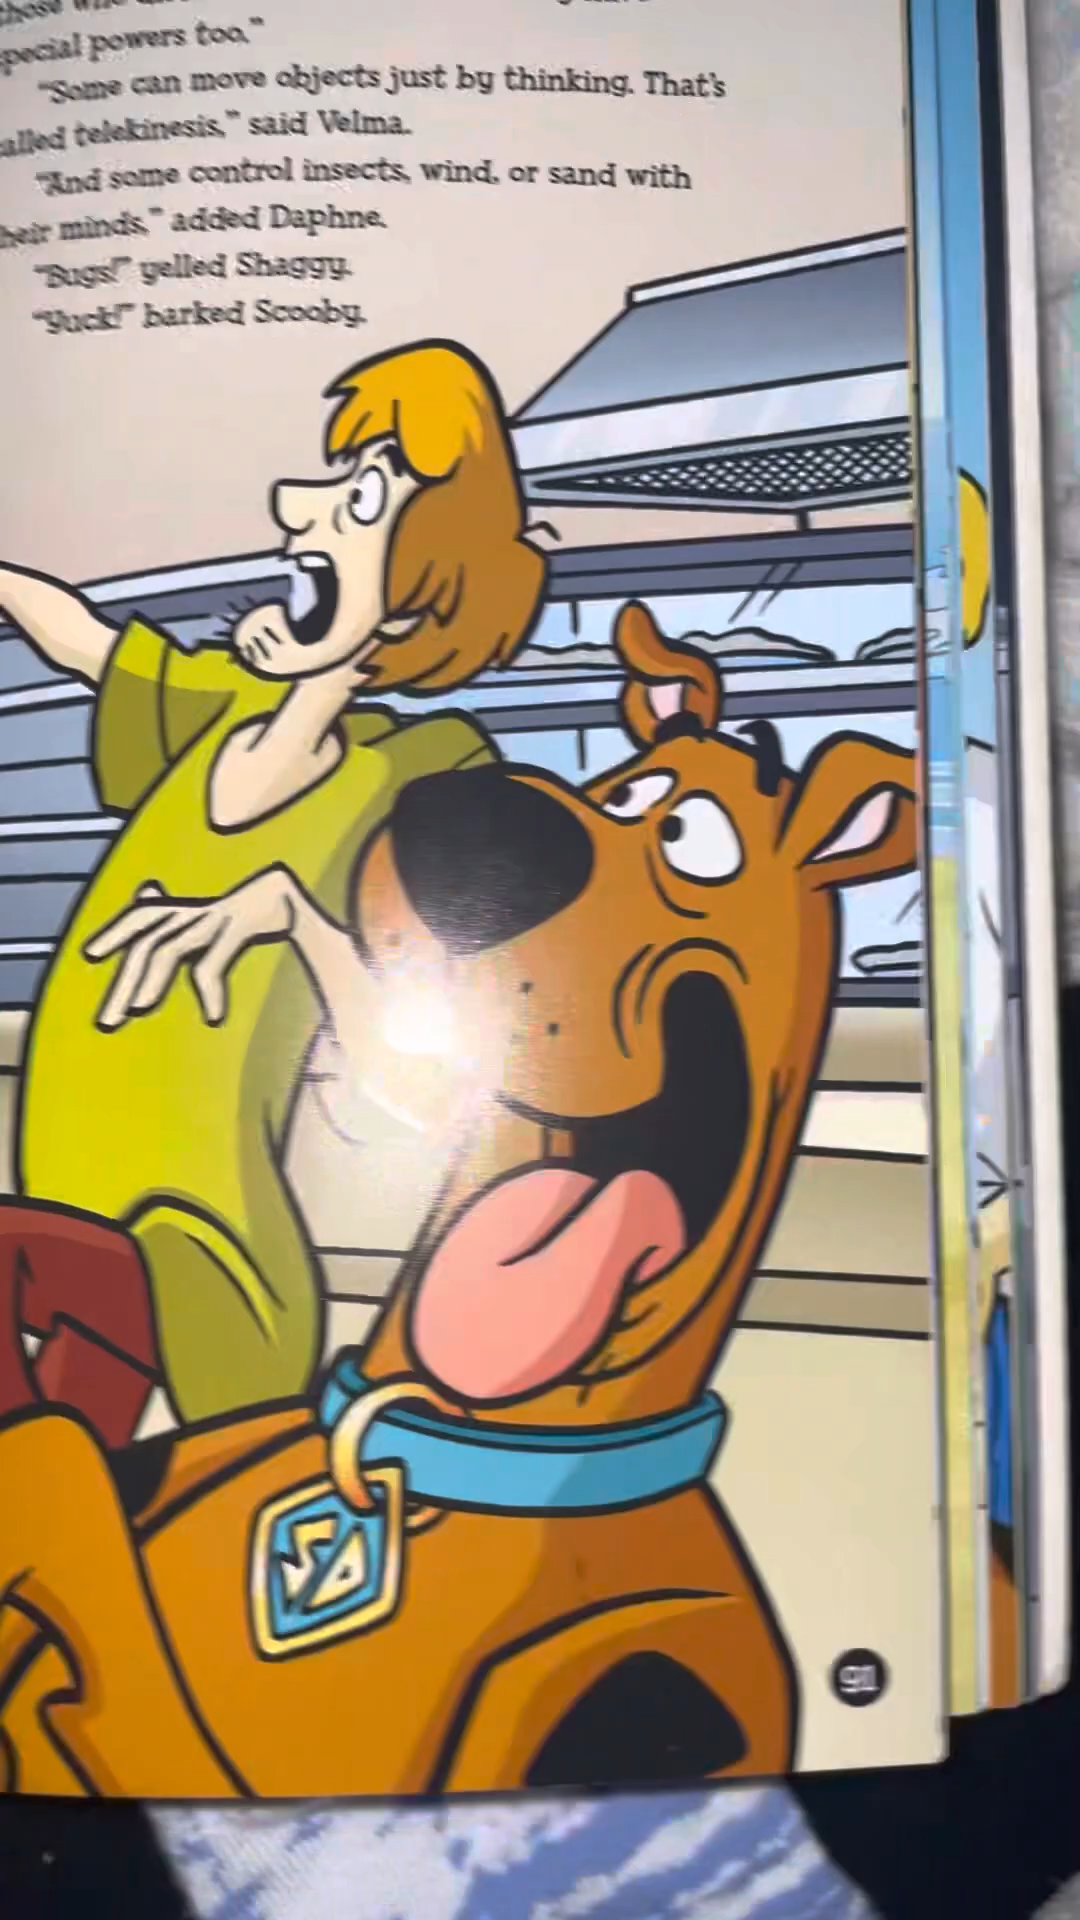 special powers too."
"Some can move objects just by thinking. That's
called telekinesis," said Velma.
"And some control insects, wind, or sand with
their minds," added Daphne.
"Bugs!" yelled Shaggy.
"Yuck!" barked Scooby.
SD
91